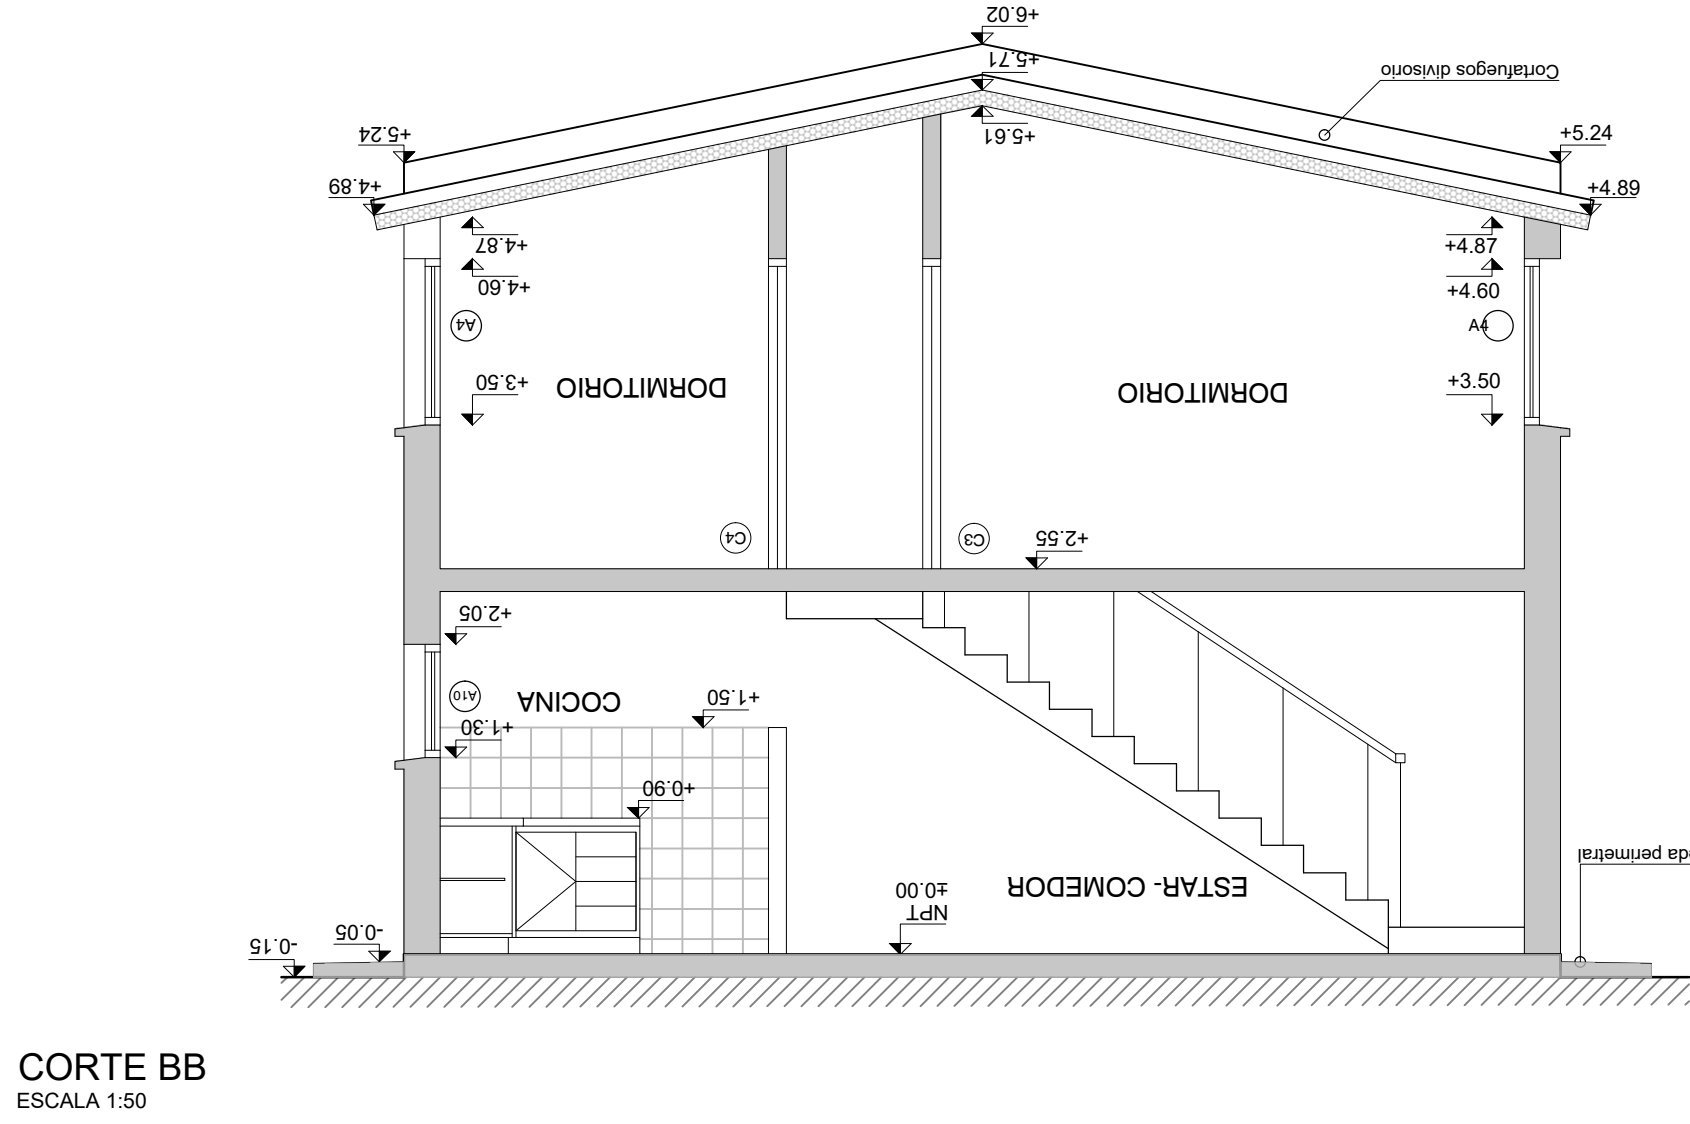 +6.02
+5.71
Cortafuegos divisorio
+5.24
+5.61
+5.24
+4.89
+4.89
+4.87
+4.87
+4.60
+4.60
A4
A4
+3.50
DORMITORIO
DORMITORIO
+3.50
C4
C3
+2.55
+2.05
A10
COCINA
+1.50
+1.30
+0.90
ESTAR- COMEDOR
±0.00
NPT
perimetral
-0.15
-0.05
CORTE BB
ESCALA 1:50